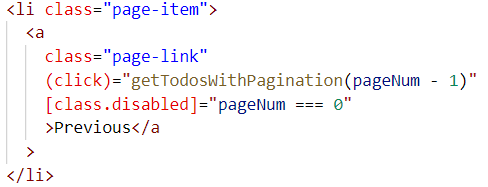 <li class="page-item">
<a
class="page-link"
(click)="getTodosWithPagination(pageNum - 1)"
[class.disabled]="pageNum === 0"
>Previous</a
>
</li>